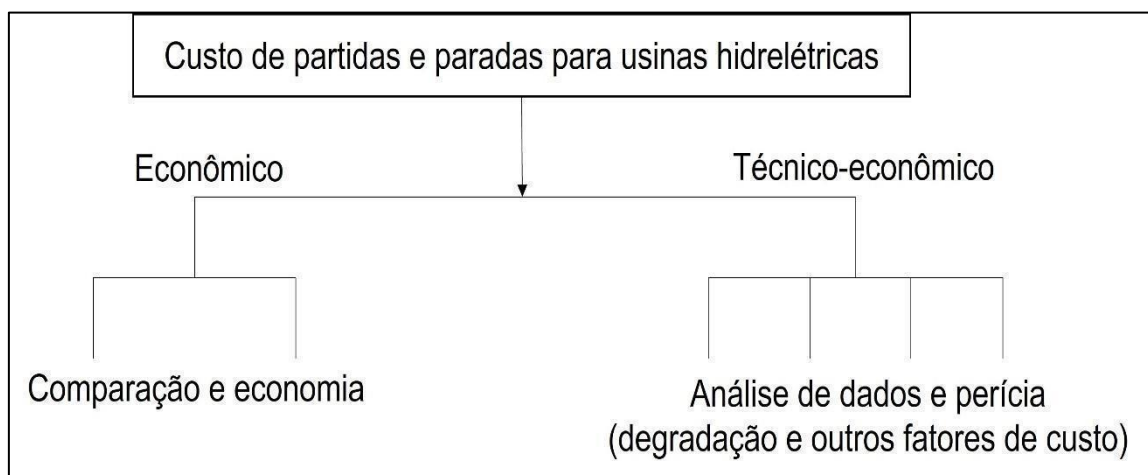 Custo de partidas e paradas para usinas hidrelétricas
Econômico
Técnico-econômico
Comparação e economia
Análise de dados e perícia
(degradação e outros fatores de custo)